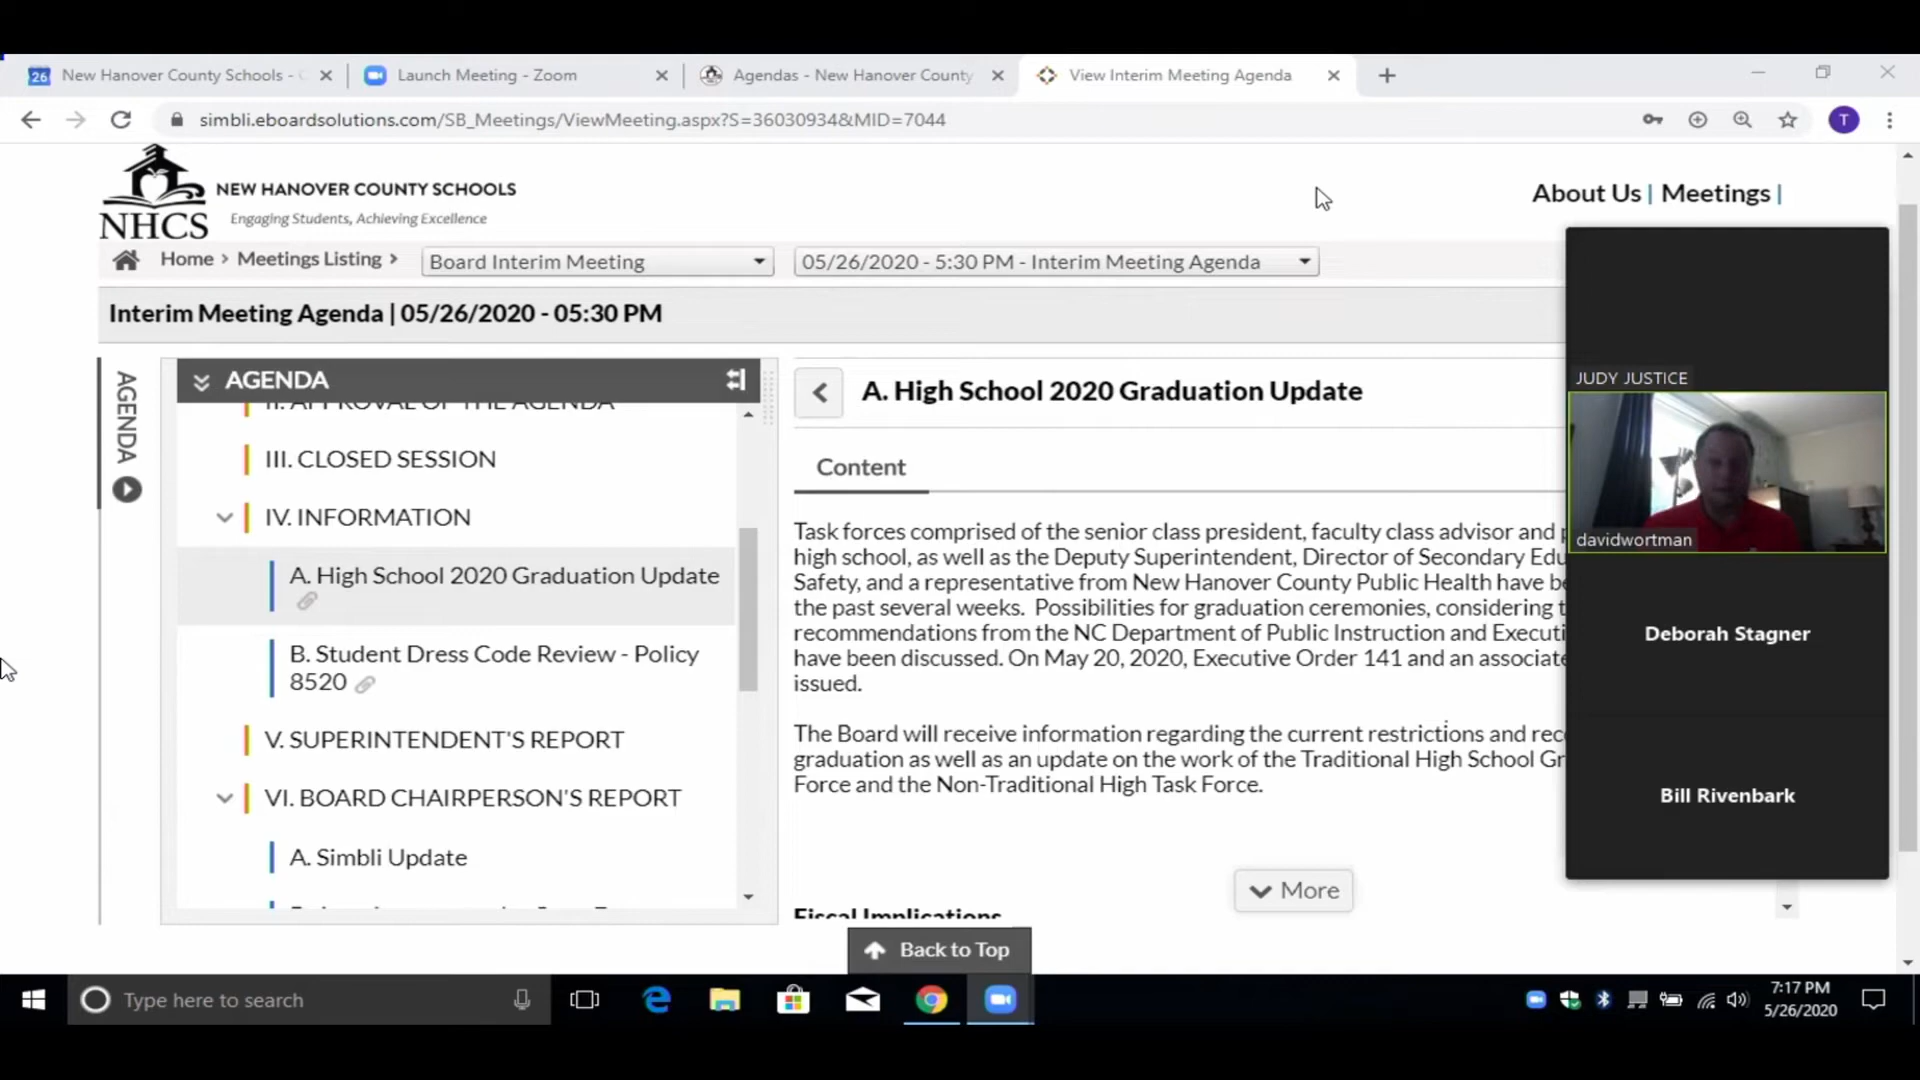 26 New Hanover County Schools -
Launch Meeting - Zoom
Agendas - New Hanover County
View Interim Meeting Agenda
simbli.eboardsolutions.com/SB_Meetings/ViewMeeting.aspx?S=36030934&MID=7044
T
NEW HANOVER COUNTY SCHOOLS
NHCS
Engaging Students, Achieving Excellence
About Us | Meetings |
Home > Meetings Listing >
Board Interim Meeting
05/26/2020 - 5:30 PM - Interim Meeting Agenda
Interim Meeting Agenda | 05/26/2020 - 05:30 PM
AGENDA
AGENDA
II. APPROVAL OF THE AGENDA
III. CLOSED SESSION
IV. INFORMATION
A. High School 2020 Graduation Update
B. Student Dress Code Review - Policy
8520
V. SUPERINTENDENT'S REPORT
VI. BOARD CHAIRPERSON'S REPORT
A. Simbli Update
A. High School 2020 Graduation Update
Content
Task forces comprised of the senior class president, faculty class advisor and
high school, as well as the Deputy Superintendent, Director of Secondary Edu
Safety, and a representative from New Hanover County Public Health have be
the past several weeks. Possibilities for graduation ceremonies, considering t
recommendations from the NC Department of Public Instruction and Executi
have been discussed. On May 20, 2020, Executive Order 141 and an associate
issued.
The Board will receive information regarding the current restrictions and rec
graduation as well as an update on the work of the Traditional High School Gr
Force and the Non-Traditional High Task Force.
More
Fiscal Implications
Back to Top
JUDY JUSTICE
davidwortman
Deborah Stagner
Bill Rivenbark
Type here to search
7:17 PM
5/26/2020